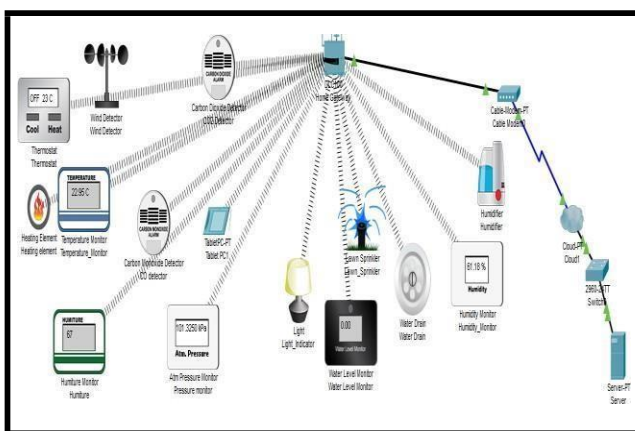 Wind Detector
Wind Detector
CARBON DIOXIDE
ALARM
Carbon Dioxide Detector
CO2 Detector
Home Gateway
Cable-Modem-PT
OFF 23 C
Cool Heat
Thermostat
Thermostat
TEMPERATURE
22.95 C
Temperature Monitor
Temperature_Monitor
Heating Element
Heating element
CARBON MONOXIDE
ALARM
Carbon Monoxide Detector
CO detector
TabletPC-PT
Tablet PC1
Lawn Sprinkler
Lawn_Sprinkler
Humidifier
Humidifier
Cloud-PT
Cloud1
HUMITURE
67
Humiture Monitor
Humiture
101.3250 kPa
Atm. Pressure
Atm Pressure Monitor
Pressure monitor
Light
Light_Indicator
0.00
Water Level Monitor
Water Level Monitor
Water Level Monitor
Water Drain
Water Drain
61.18 %
Humidity
Humidity Monitor
Humidity_Monitor
Server-PT
Server